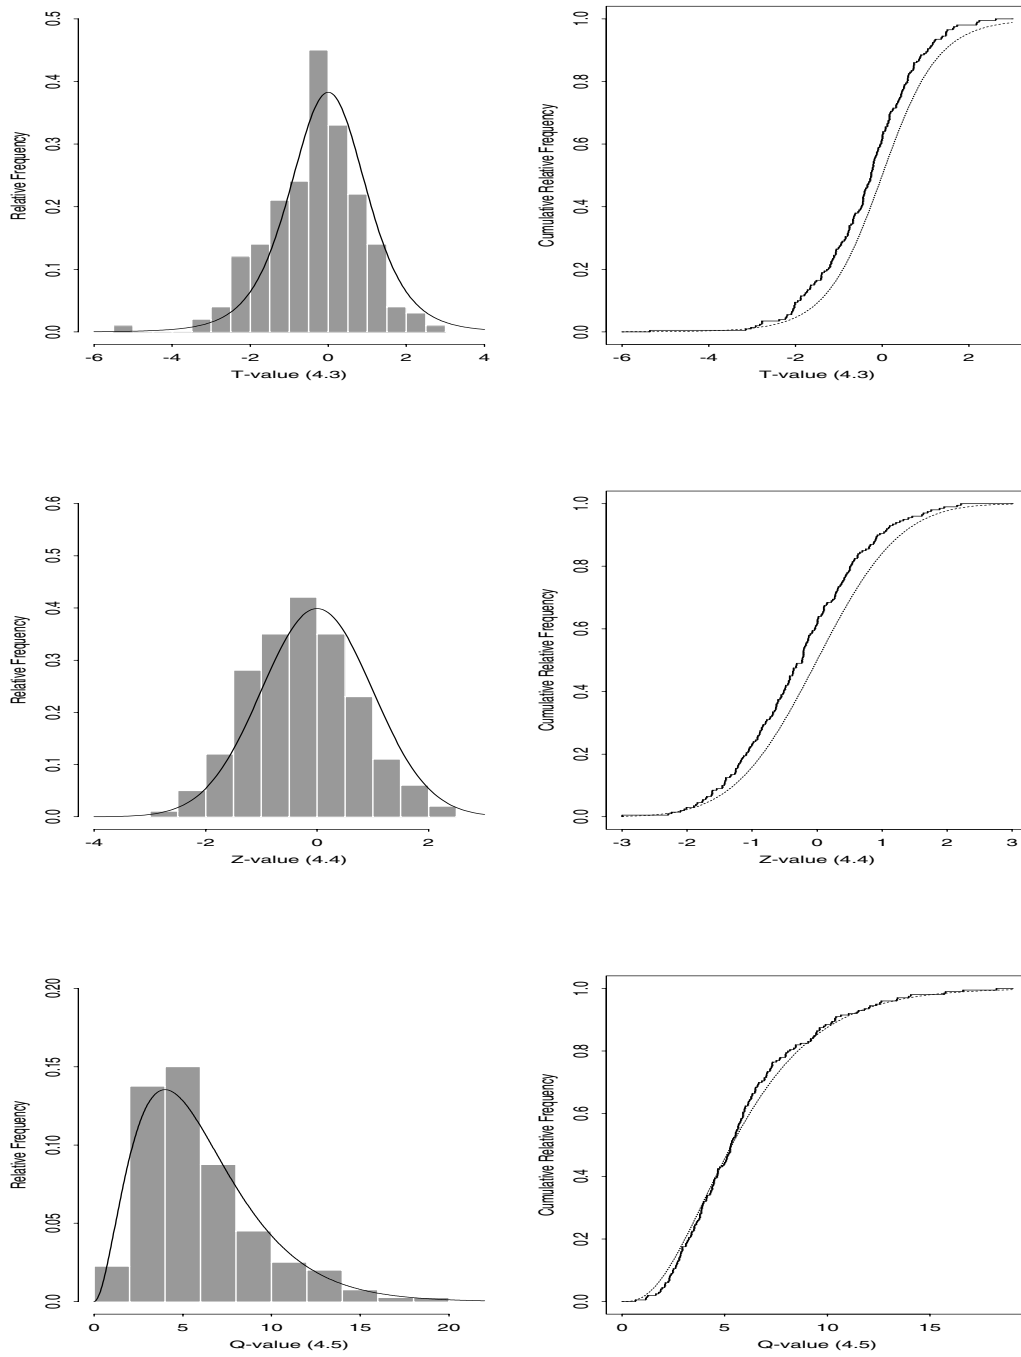 Relative Frequency
0.0 0.1 0.2 0.3 0.4 0.5
-6 -4 -2 0 2 4
T-value (4.3)
Cumulative Relative Frequency
0.0 0.2 0.4 0.6 0.8 1.0
-6 -4 -2 0 2
T-value (4.3)
Relative Frequency
0.0 0.1 0.2 0.3 0.4 0.5 0.6
-4 -2 0 2
Z-value (4.4)
Cumulative Relative Frequency
0.0 0.2 0.4 0.6 0.8 1.0
-3 -2 -1 0 1 2 3
Z-value (4.4)
Relative Frequency
0.0 0.05 0.10 0.15 0.20
0 5 10 15 20
Q-value (4.5)
Cumulative Relative Frequency
0.0 0.2 0.4 0.6 0.8 1.0
0 5 10 15
Q-value (4.5)